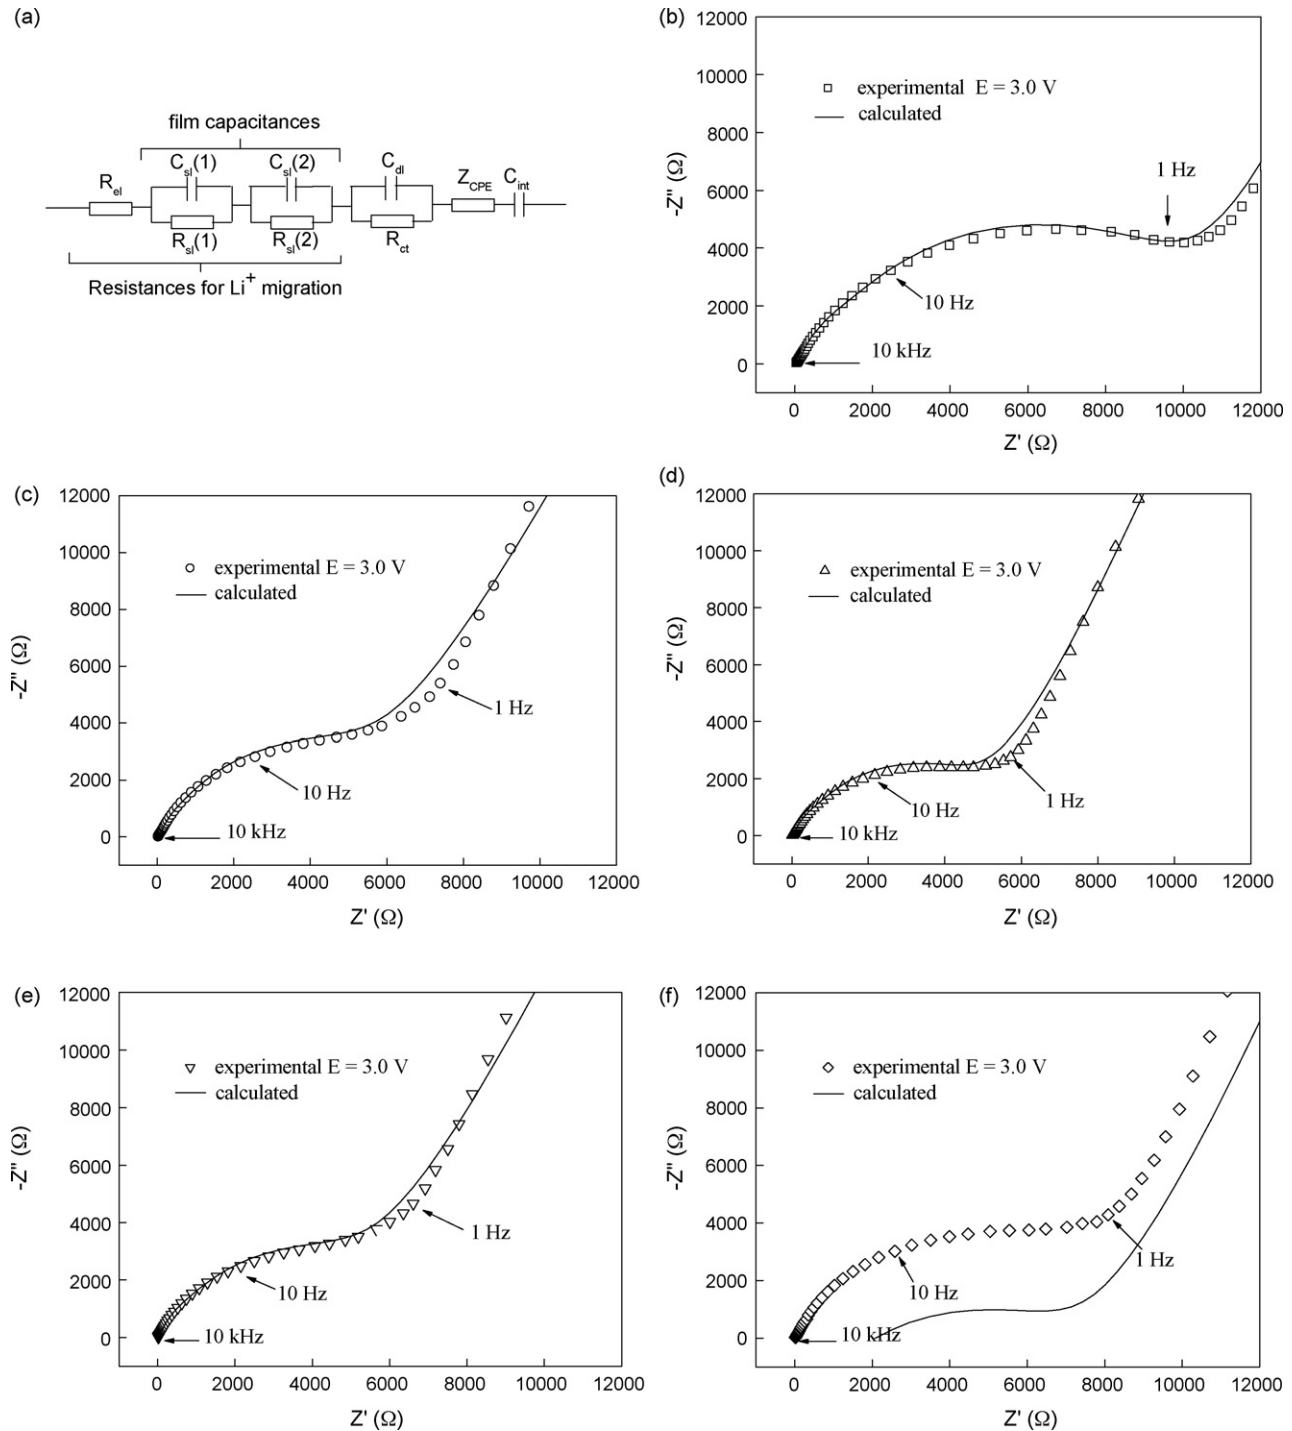 (a)
film capacitances
R_el
C_sl(1)
C_sl(2)
C_dl
Z_CPE
C_int
R_sl(1)
R_sl(2)
R_ct
Resistances for Li⁺ migration
(b)
12000
10000
8000
6000
4000
2000
0
-Z" (Ω)
experimental E = 3.0 V
calculated
1 Hz
10 Hz
10 kHz
0 2000 4000 6000 8000 10000 12000
Z' (Ω)
(c)
12000
10000
8000
6000
4000
2000
0
-Z" (Ω)
experimental E = 3.0 V
calculated
1 Hz
10 Hz
10 kHz
0 2000 4000 6000 8000 10000 12000
Z' (Ω)
(d)
12000
10000
8000
6000
4000
2000
0
-Z" (Ω)
experimental E = 3.0 V
calculated
10 Hz
1 Hz
10 kHz
0 2000 4000 6000 8000 10000 12000
Z' (Ω)
(e)
12000
10000
8000
6000
4000
2000
0
-Z" (Ω)
experimental E = 3.0 V
calculated
1 Hz
10 Hz
10 kHz
0 2000 4000 6000 8000 10000 12000
Z' (Ω)
(f)
12000
10000
8000
6000
4000
2000
0
-Z" (Ω)
experimental E = 3.0 V
calculated
1 Hz
10 Hz
10 kHz
0 2000 4000 6000 8000 10000 12000
Z' (Ω)